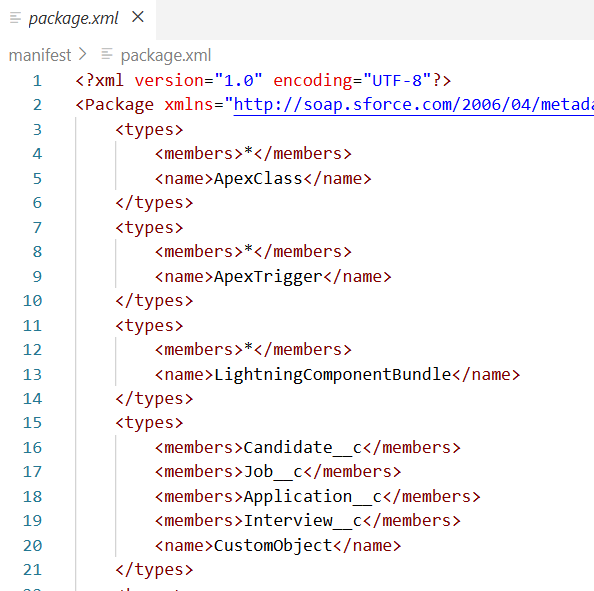 package.xml
manifest > package.xml
1 <?xml version="1.0" encoding="UTF-8"?>
2 <Package xmlns="http://soap.sforce.com/2006/04/metada
3 <types>
4 <members>*</members>
5 <name>ApexClass</name>
6 </types>
7 <types>
8 <members>*</members>
9 <name>ApexTrigger</name>
10 </types>
11 <types>
12 <members>*</members>
13 <name>LightningComponentBundle</name>
14 </types>
15 <types>
16 <members>Candidate__c</members>
17 <members>Job__c</members>
18 <members>Application__c</members>
19 <members>Interview__c</members>
20 <name>CustomObject</name>
21 </types>